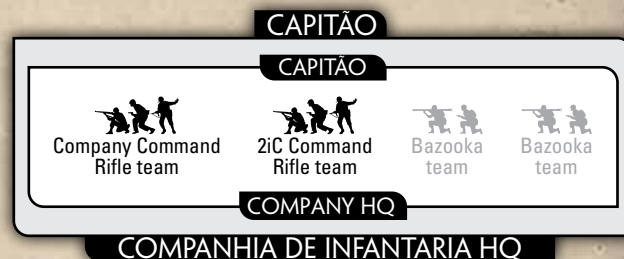 CAPITÃO
CAPITÃO
Company Command
Rifle team
2iC Command
Rifle team
Bazooka
team
Bazooka
team
COMPANY HQ
COMPANHIA DE INFANTARIA HQ